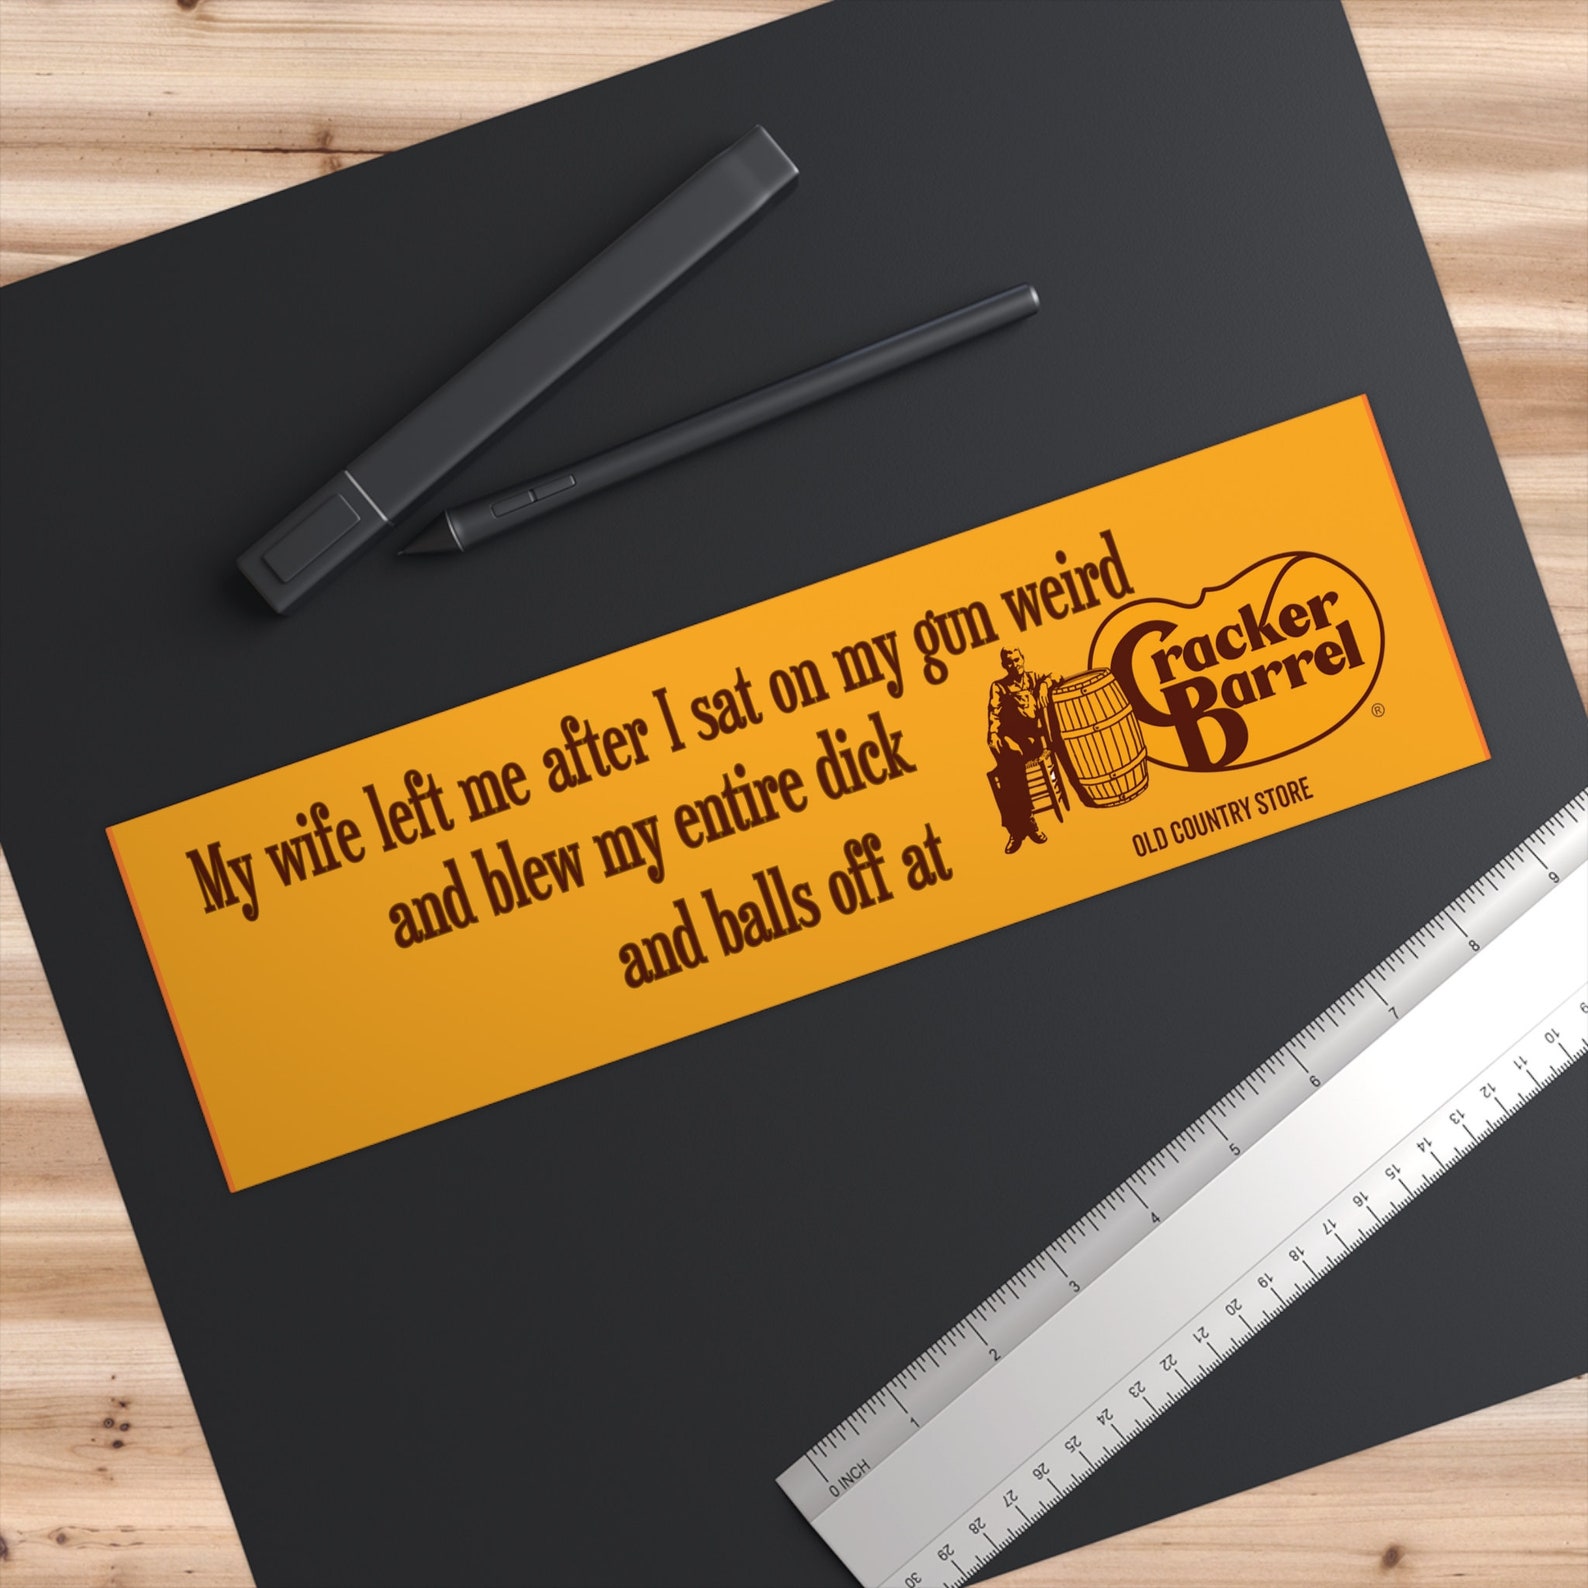 My wife left me after I sat on my gun weird
and blew my entire dick
and balls off at
Cracker
Barrel
®
OLD COUNTRY STORE
0 INCH 1 2 3 4 5 6 7 8 9
30 29 28 27 26 25 24 23 22 21 20 19 18 17 16 15 14 13 12 11 10 9